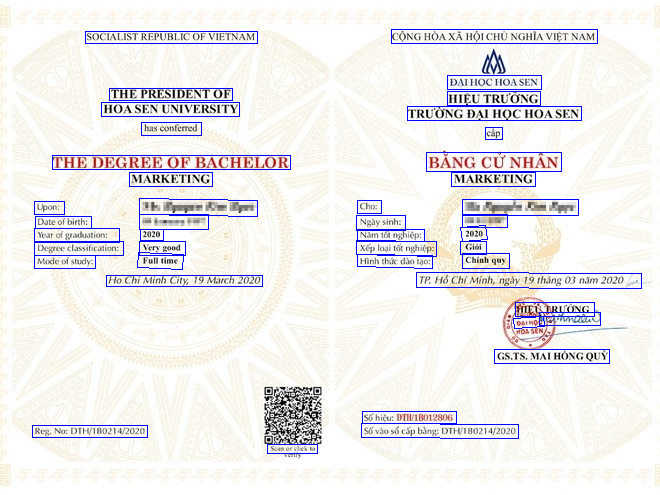 SOCIALIST REPUBLIC OF VIETNAM
THE PRESIDENT OF
HOA SEN UNIVERSITY
has conferred
THE DEGREE OF BACHELOR
MARKETING
Upon:
Date of birth:
Year of graduation: 2020
Degree classification: Very good
Mode of study: Full time
Ho Chi Minh City, 19 March 2020
Reg. No: DTH/1B0214/2020
Scan or click to
verify
CỘNG HÒA XÃ HỘI CHỦ NGHĨA VIỆT NAM
ĐẠI HỌC HOA SEN
HIỆU TRƯỞNG
TRƯỜNG ĐẠI HỌC HOA SEN
cấp
BẰNG CỬ NHÂN
MARKETING
Cho:
Ngày sinh:
Năm tốt nghiệp: 2020
Xếp loại tốt nghiệp: Giỏi
Hình thức đào tạo: Chính quy
TP. Hồ Chí Minh, ngày 19 tháng 03 năm 2020
HIỆU TRƯỞNG
ĐẠI HỌC
HOA SEN
GS.TS. MAI HỒNG QUỲ
Số hiệu: DTH/1B012806
Số vào sổ cấp bằng: DTH/1B0214/2020